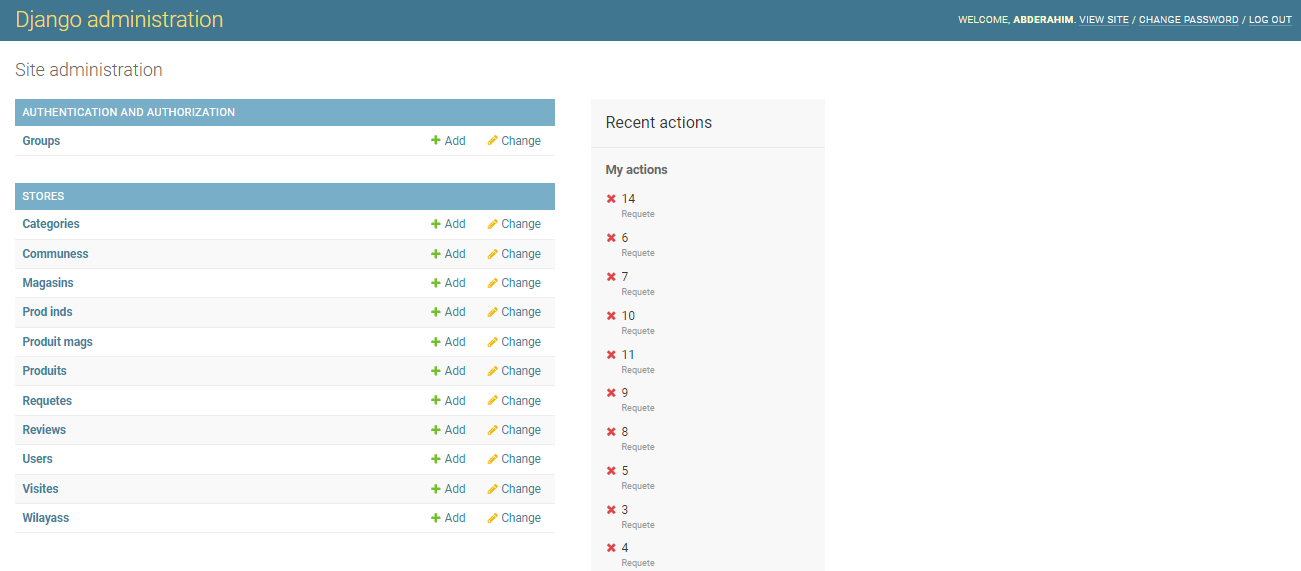 Django administration
WELCOME, ABDERAHIM. VIEW SITE / CHANGE PASSWORD / LOG OUT
Site administration
AUTHENTICATION AND AUTHORIZATION
Groups Add Change
STORES
Categories Add Change
Communess Add Change
Magasins Add Change
Prod inds Add Change
Produit mags Add Change
Produits Add Change
Requetes Add Change
Reviews Add Change
Users Add Change
Visites Add Change
Wilayass Add Change
Recent actions
My actions
14
Requete
6
Requete
7
Requete
10
Requete
11
Requete
9
Requete
8
Requete
5
Requete
3
Requete
4
Requete